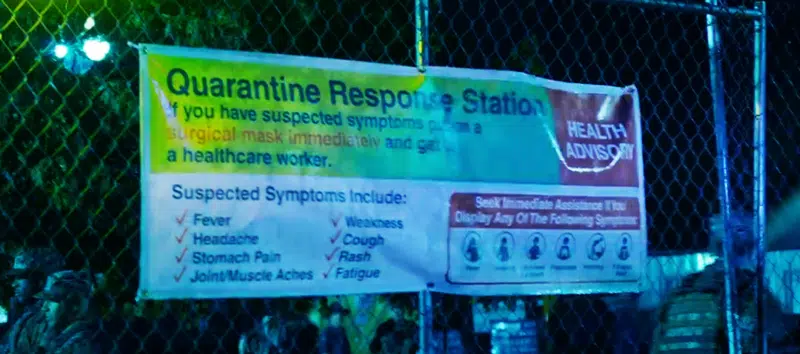 Quarantine Response Station
If you have suspected symptoms put on a
surgical mask immediately and get
a healthcare worker.
HEALTH
ADVISORY
Suspected Symptoms Include:
✓ Fever
✓ Headache
✓ Stomach Pain
✓ Joint/Muscle Aches
✓ Weakness
✓ Cough
✓ Rash
✓ Fatigue
Seek Immediate Assistance If You
Display Any Of The Following Symptoms